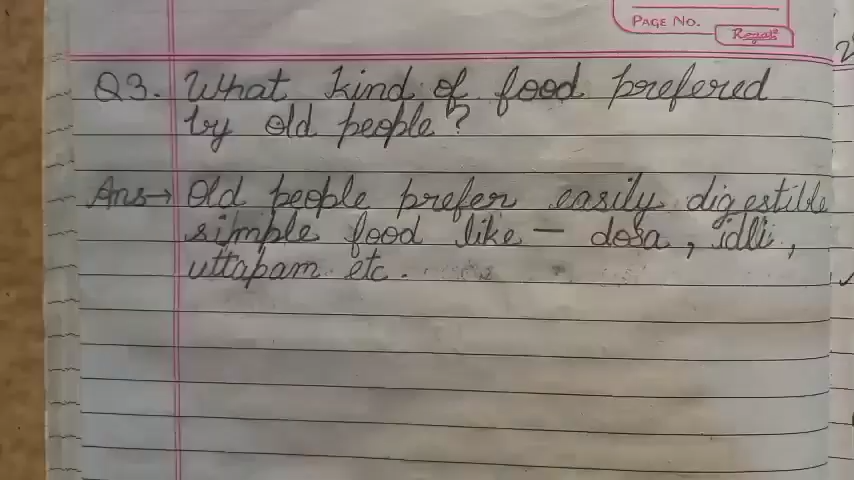 PAGE NO.
Royal
Q3. What kind of food prefered
by old people?
Ans→ Old people prefer easily digestible
simple food like - dosa, idli,
uttapam etc.